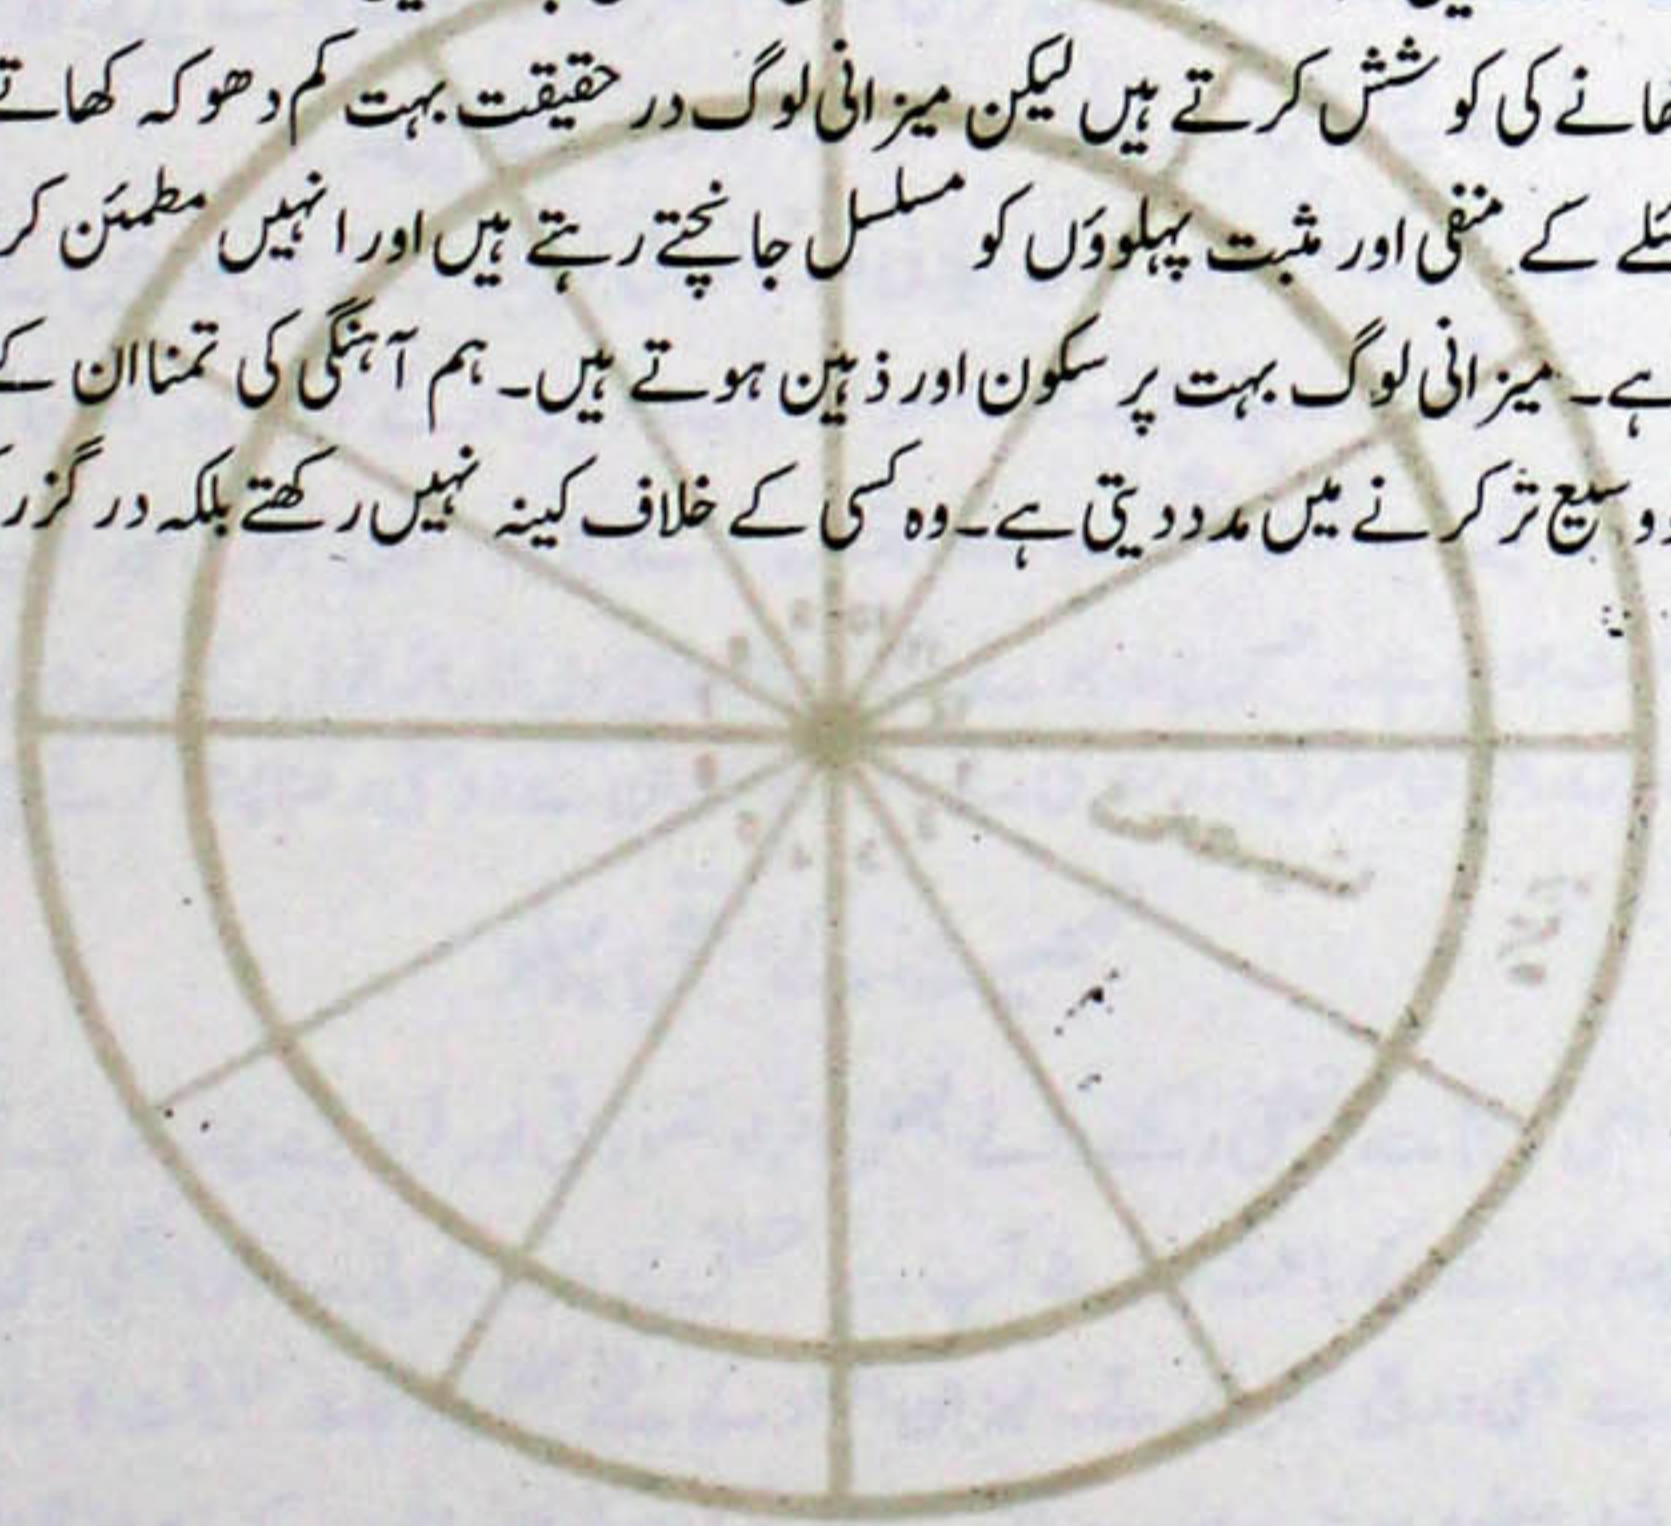 کی کوشش کرتے ہیں لیکن میزانی لوگ در حقیقت بہت کم دھوکہ کھاتے
کے منفی اور مثبت پہلووَں کو مسلسل جانچتے رہتے ہیں اور انہیں مطمئن کر
ہے۔ میزانی لوگ بہت پر سکون اور ذہین ہوتے ہیں۔ ہم آہنگی کی تمنا ان کے
وسیع تر کرنے میں مدد دیتی ہے۔ وہ کسی کے خلاف کینہ نہیں رکھتے بلکہ در گزر